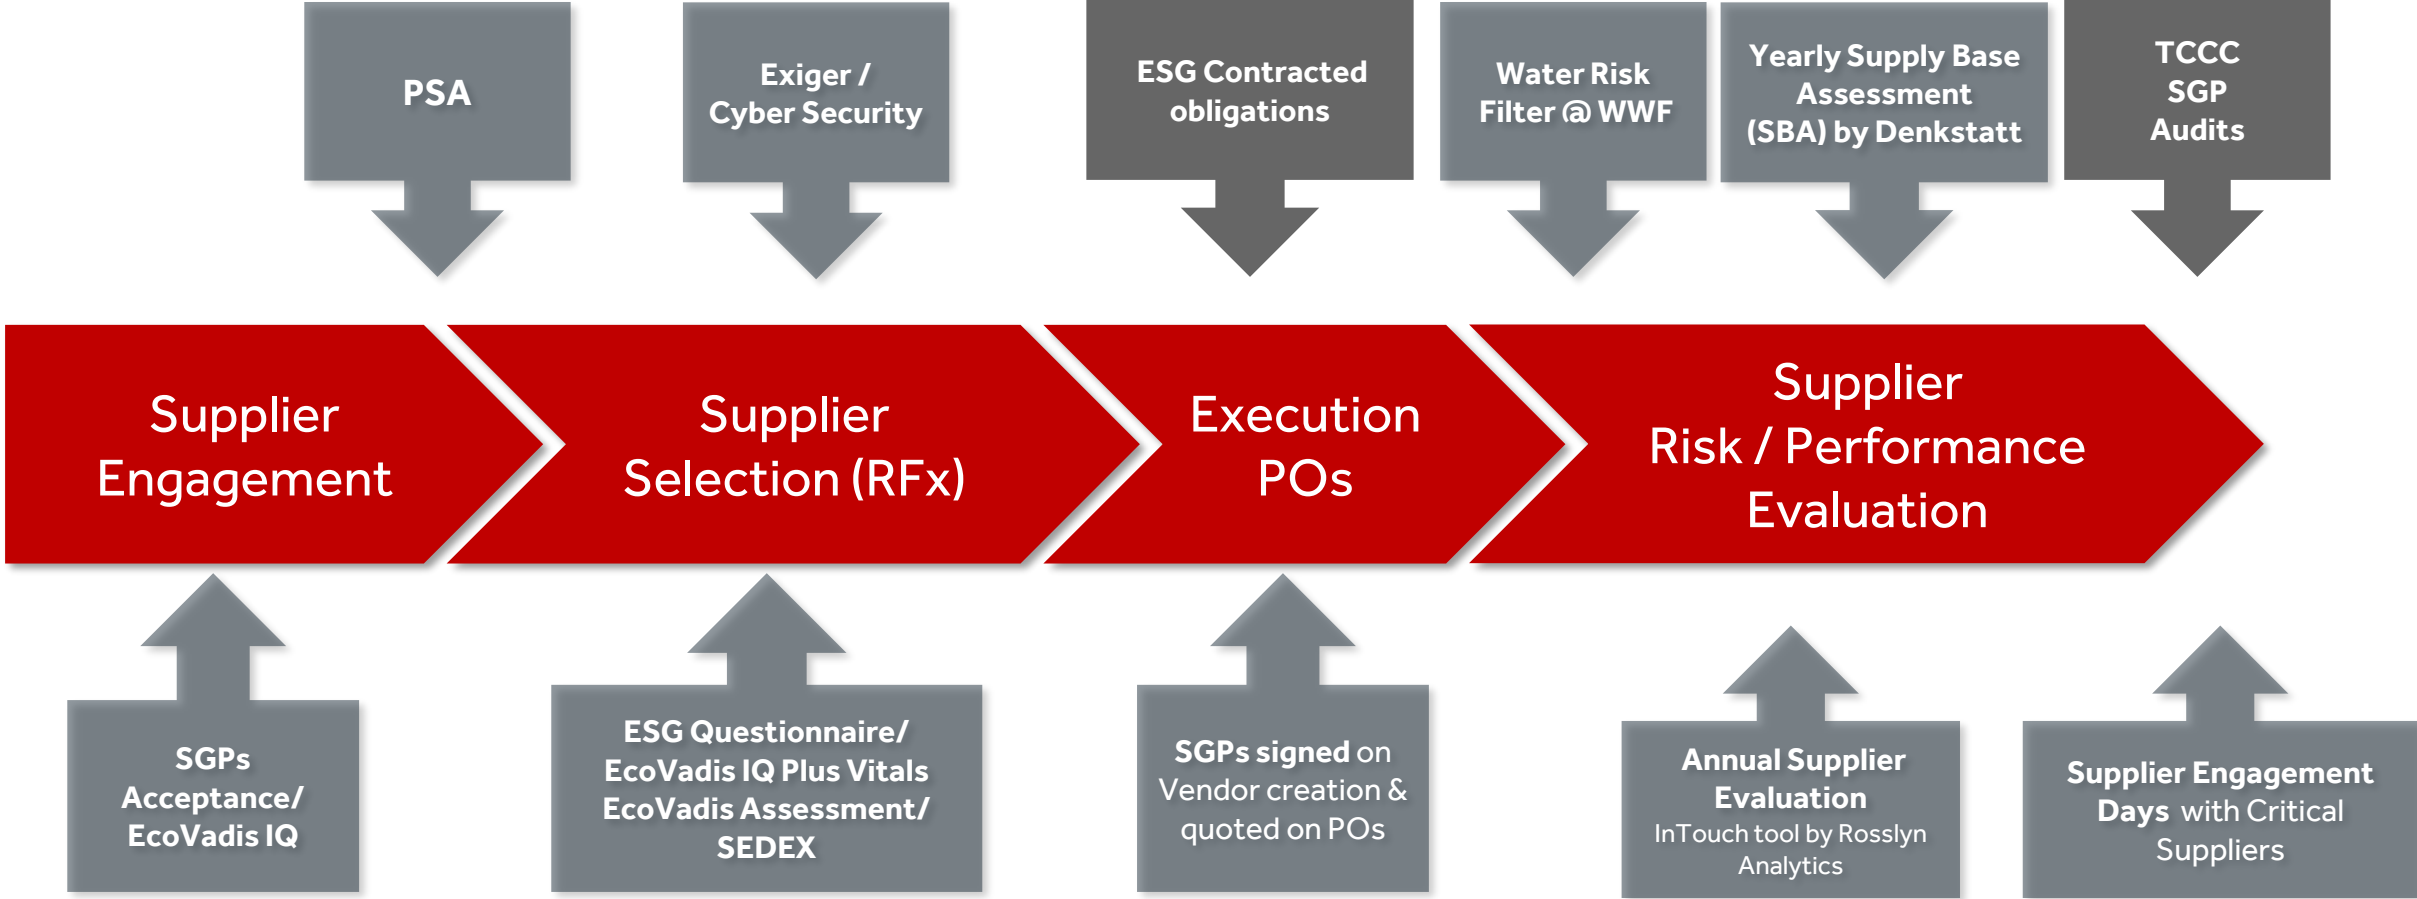 PSA
Exiger /
Cyber Security
ESG Contracted
obligations
Water Risk
Filter @ WWF
Yearly Supply Base
Assessment
(SBA) by Denkstatt
TCCC
SGP
Audits
Supplier
Engagement
Supplier
Selection (RFx)
Execution
POs
Supplier
Risk / Performance
Evaluation
SGPs
Acceptance/
EcoVadis IQ
ESG Questionnaire/
EcoVadis IQ Plus Vitals
EcoVadis Assessment/
SEDEX
SGPs signed on
Vendor creation &
quoted on POs
Annual Supplier
Evaluation
InTouch tool by Rosslyn
Analytics
Supplier Engagement
Days with Critical
Suppliers